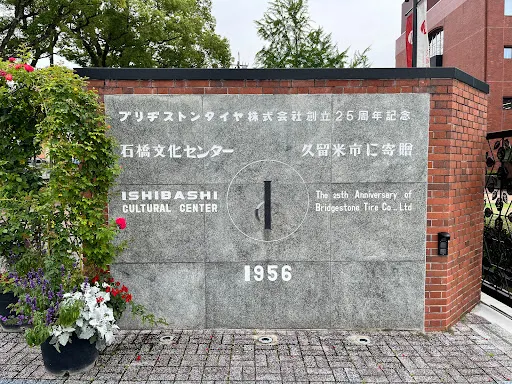 ブリヂストンタイヤ株式会社創立25周年記念
石橋文化センター 久留米市に寄贈
ISHIBASHI
CULTURAL CENTER
The 25th Anniversary of
Bridgestone Tire Co., Ltd
1956